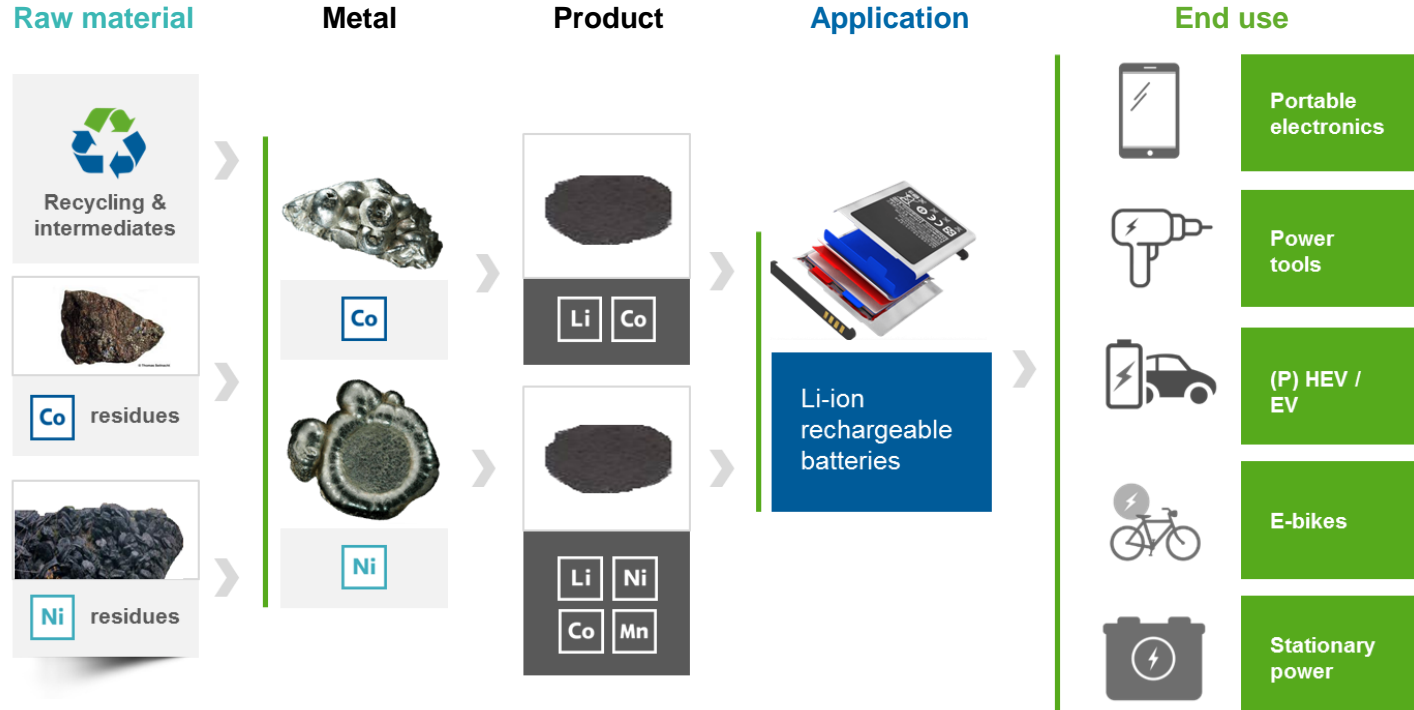 Raw material
Metal
Product
Application
End use
Recycling &
intermediates
Co residues
Ni residues
Co
Ni
Li Co
Li Ni
Co Mn
Li-ion
rechargeable
batteries
Portable
electronics
Power
tools
(P) HEV /
EV
E-bikes
Stationary
power